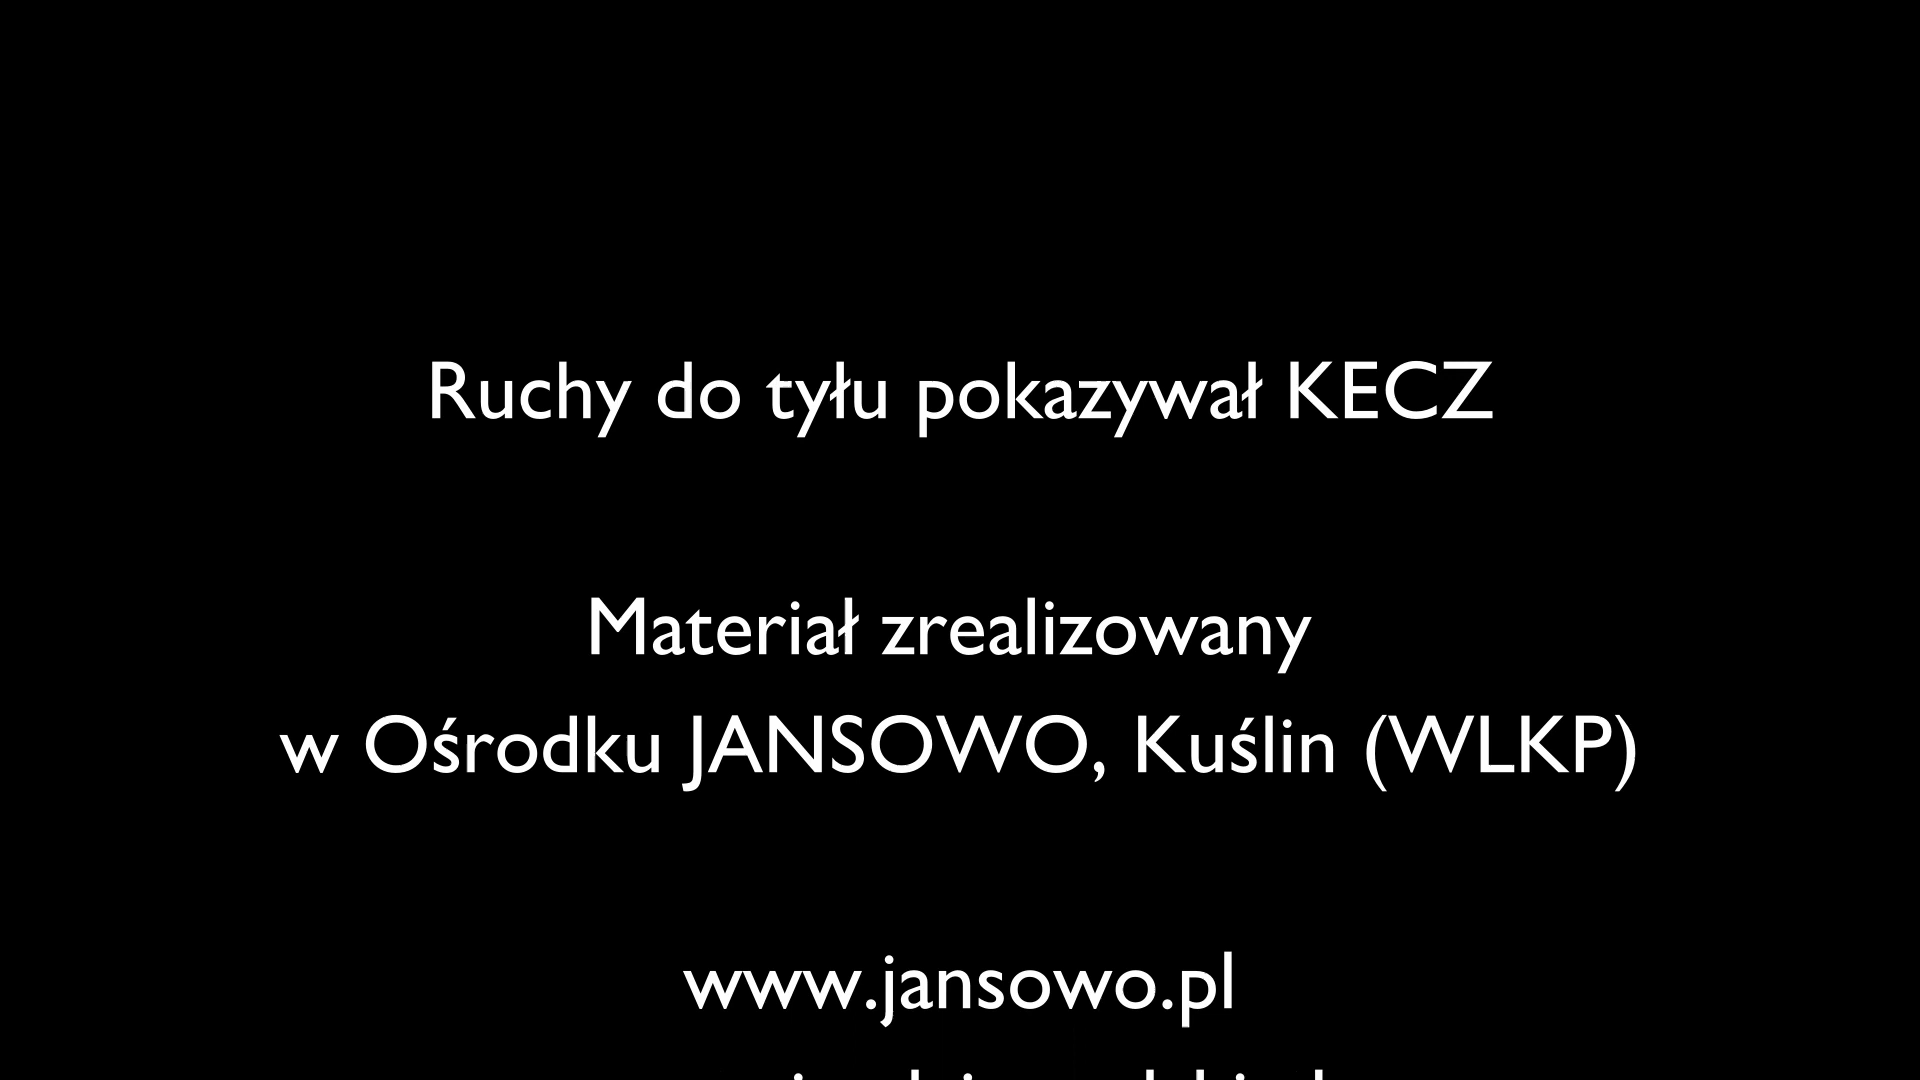 Ruchy do tyłu pokazywał KECZ
Materiał zrealizowany
w Ośrodku JANSOWO, Kuślin (WLKP)
www.jansowo.pl